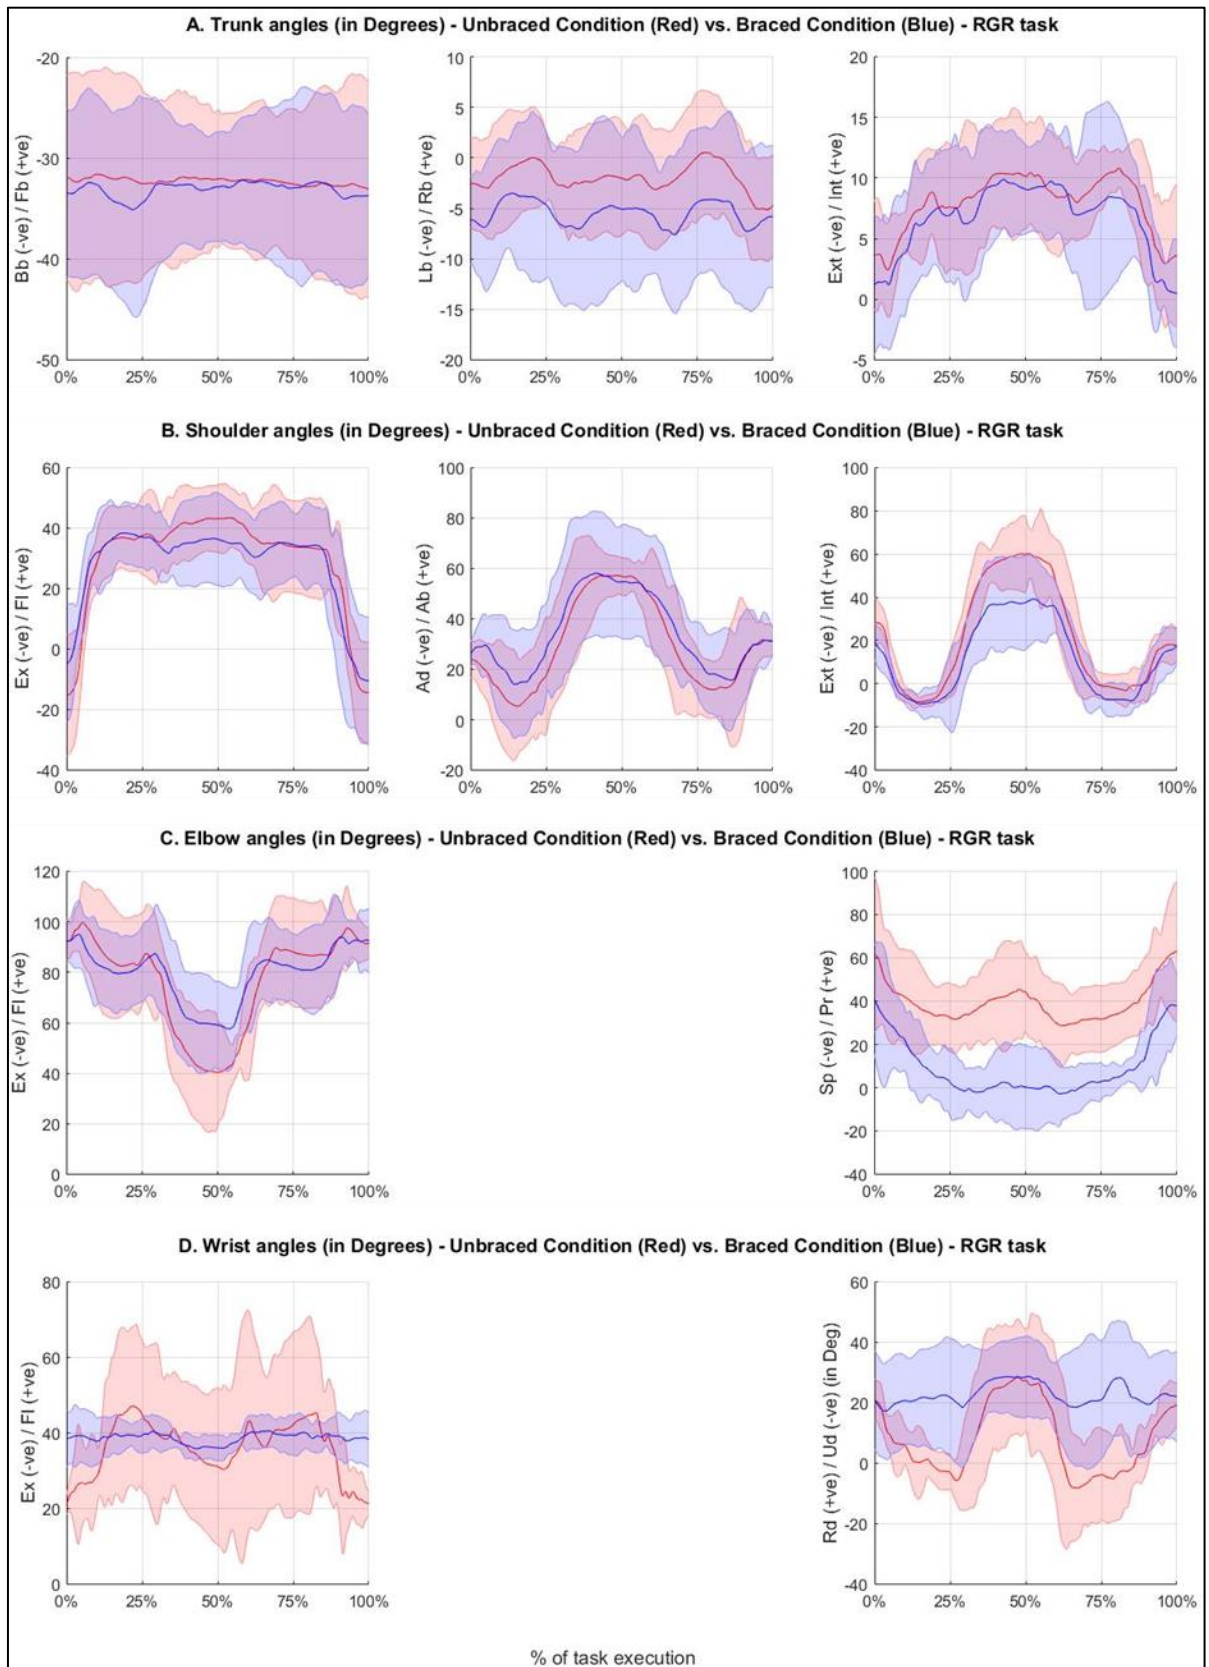 A. Trunk angles (in Degrees) - Unbraced Condition (Red) vs. Braced Condition (Blue) - RGR task
Bb (-ve) / Fb (+ve)
-20
-30
-40
-50
0% 25% 50% 75% 100%
Lb (-ve) / Rb (+ve)
10
5
0
-5
-10
-15
-20
0% 25% 50% 75% 100%
Ext (-ve) / Int (+ve)
20
15
10
5
0
-5
0% 25% 50% 75% 100%
B. Shoulder angles (in Degrees) - Unbraced Condition (Red) vs. Braced Condition (Blue) - RGR task
Ex (-ve) / Fl (+ve)
60
40
20
0
-20
-40
0% 25% 50% 75% 100%
Ad (-ve) / Ab (+ve)
100
80
60
40
20
0
-20
0% 25% 50% 75% 100%
Ext (-ve) / Int (+ve)
100
80
60
40
20
0
-20
-40
0% 25% 50% 75% 100%
C. Elbow angles (in Degrees) - Unbraced Condition (Red) vs. Braced Condition (Blue) - RGR task
Ex (-ve) / Fl (+ve)
120
100
80
60
40
20
0
0% 25% 50% 75% 100%
Sp (-ve) / Pr (+ve)
100
80
60
40
20
0
-20
-40
0% 25% 50% 75% 100%
D. Wrist angles (in Degrees) - Unbraced Condition (Red) vs. Braced Condition (Blue) - RGR task
Ex (-ve) / Fl (+ve)
80
60
40
20
0
0% 25% 50% 75% 100%
Rd (+ve) / Ud (-ve) (in Deg)
60
40
20
0
-20
-40
0% 25% 50% 75% 100%
% of task execution